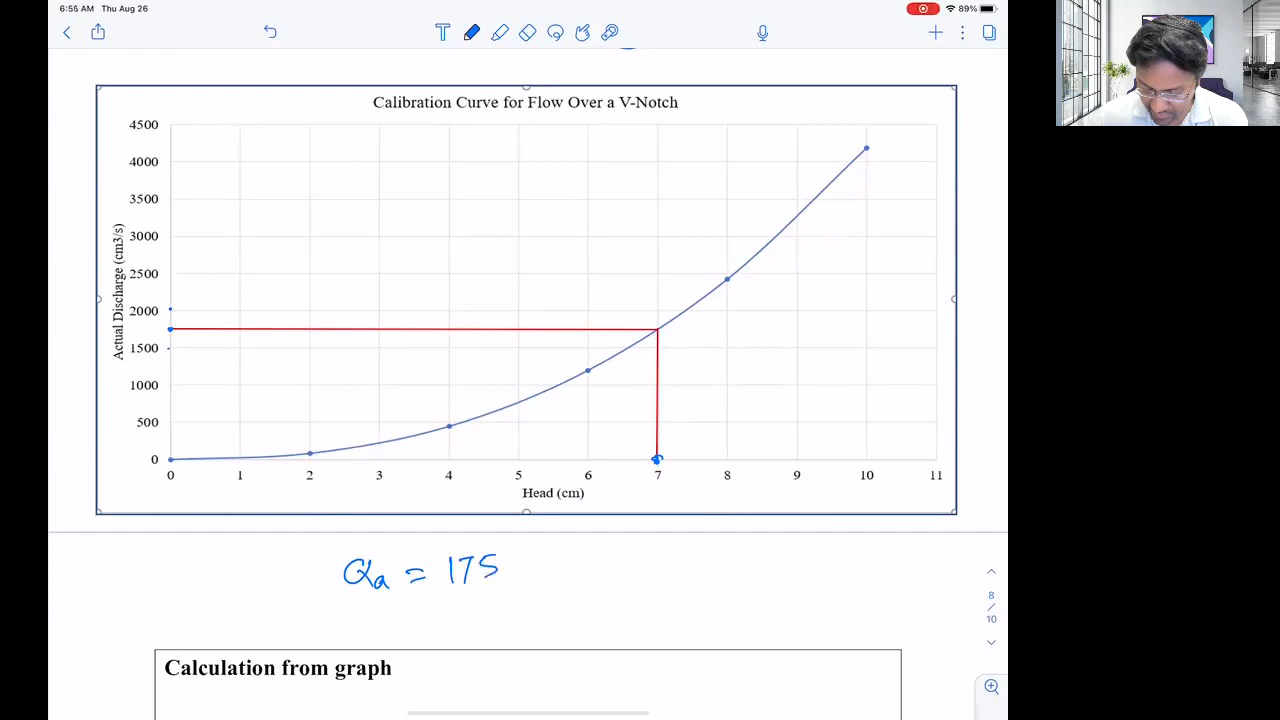 6:55 AM Thu Aug 26
89%
T
Calibration Curve for Flow Over a V-Notch
4500
4000
3500
3000
2500
2000
1500
1000
500
0
Actual Discharge (cm3/s)
0 1 2 3 4 5 6 7 8 9 10 11
Head (cm)
Qa = 175
8
/
10
Calculation from graph